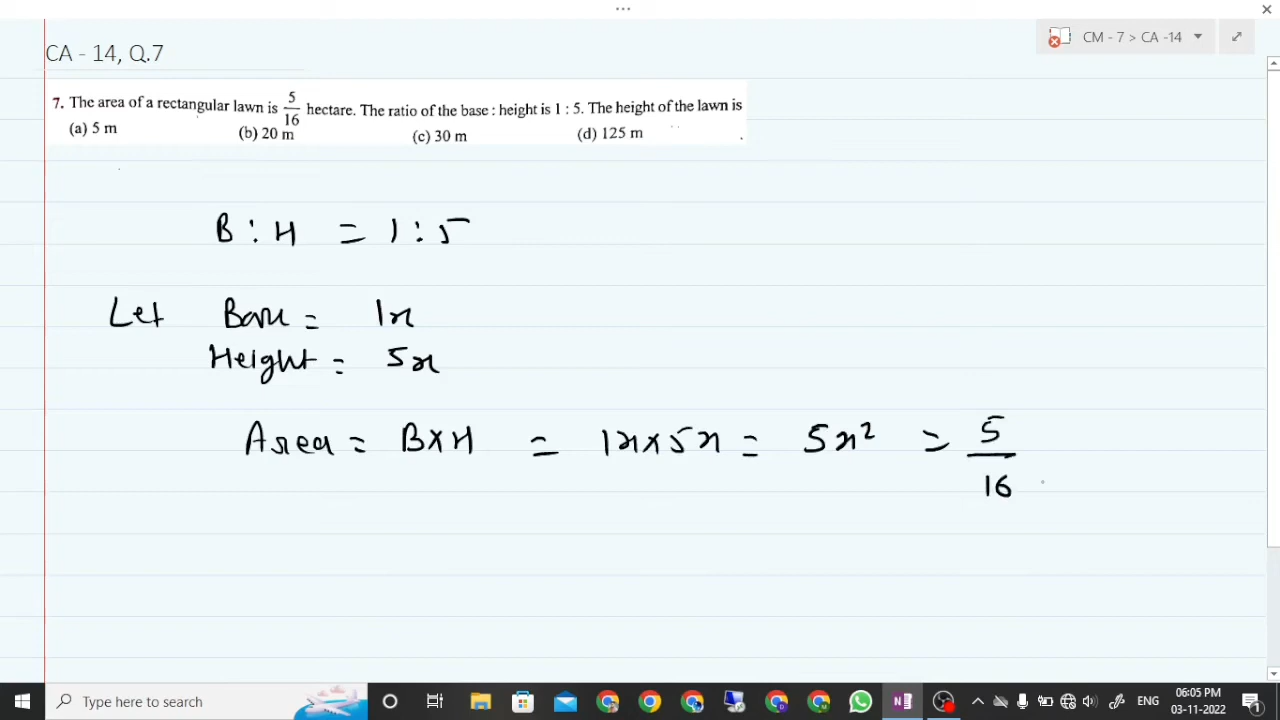 CM - 7 > CA -14
CA - 14, Q.7
7. The area of a rectangular lawn is 5/16 hectare. The ratio of the base : height is 1 : 5. The height of the lawn is
(a) 5 m (b) 20 m (c) 30 m (d) 125 m
B : H = 1 : 5
Let Base = 1x
Height = 5x
Area = B×H = 1x×5x = 5x² = 5/16
Type here to search
ENG
06:05 PM
03-11-2022
1